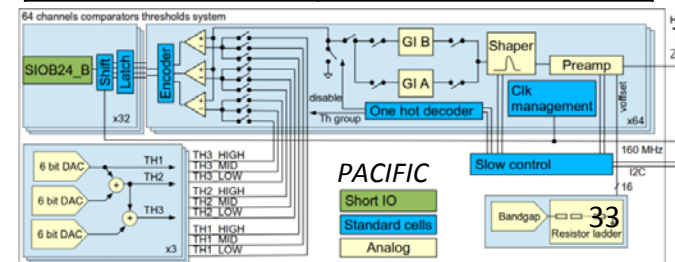 64 channels comparators thresholds system
SIOB24_B
Shift
Latch
x32
Encoder
GI B
GI A
Shaper
Preamp
disable
Th group
One hot decoder
Clk
management
voffset
x64
160 MHz
Slow control
I2C
16
6 bit DAC
6 bit DAC
6 bit DAC
TH1
TH2
TH3
x3
TH3_HIGH
TH3_MID
TH3_LOW
TH2_HIGH
TH2_MID
TH2_LOW
TH1_HIGH
TH1_MID
TH1_LOW
PACIFIC
Short IO
Standard cells
Analog
Bandgap
33
Resistor ladder